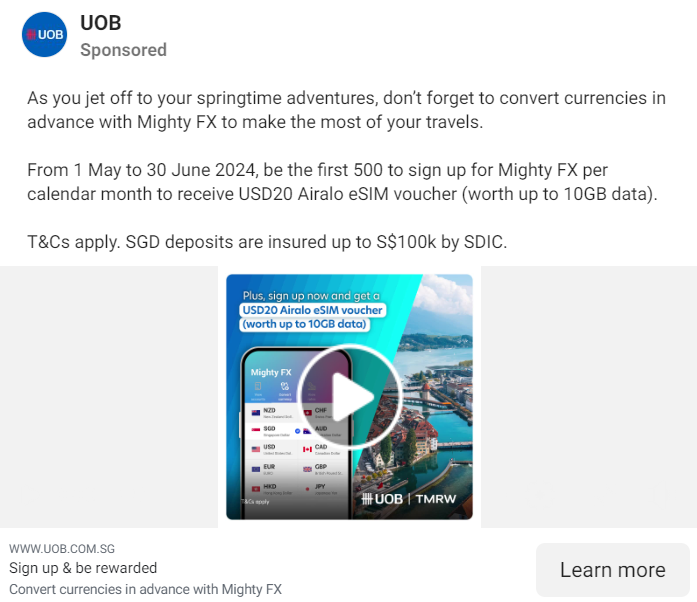 UOB
UOB
Sponsored
As you jet off to your springtime adventures, don't forget to convert currencies in
advance with Mighty FX to make the most of your travels.
From 1 May to 30 June 2024, be the first 500 to sign up for Mighty FX per
calendar month to receive USD20 Airalo eSIM voucher (worth up to 10GB data).
T&Cs apply. SGD deposits are insured up to S$100k by SDIC.
Plus, sign up now and get a
USD20 Airalo eSIM voucher
(worth up to 10GB data)
Mighty FX
NZD
CHF
SGD
AUD
USD
CAD
EUR
GBP
HKD
JPY
T&Cs apply
UOB | TMRW
WWW.UOB.COM.SG
Sign up & be rewarded
Convert currencies in advance with Mighty FX
Learn more